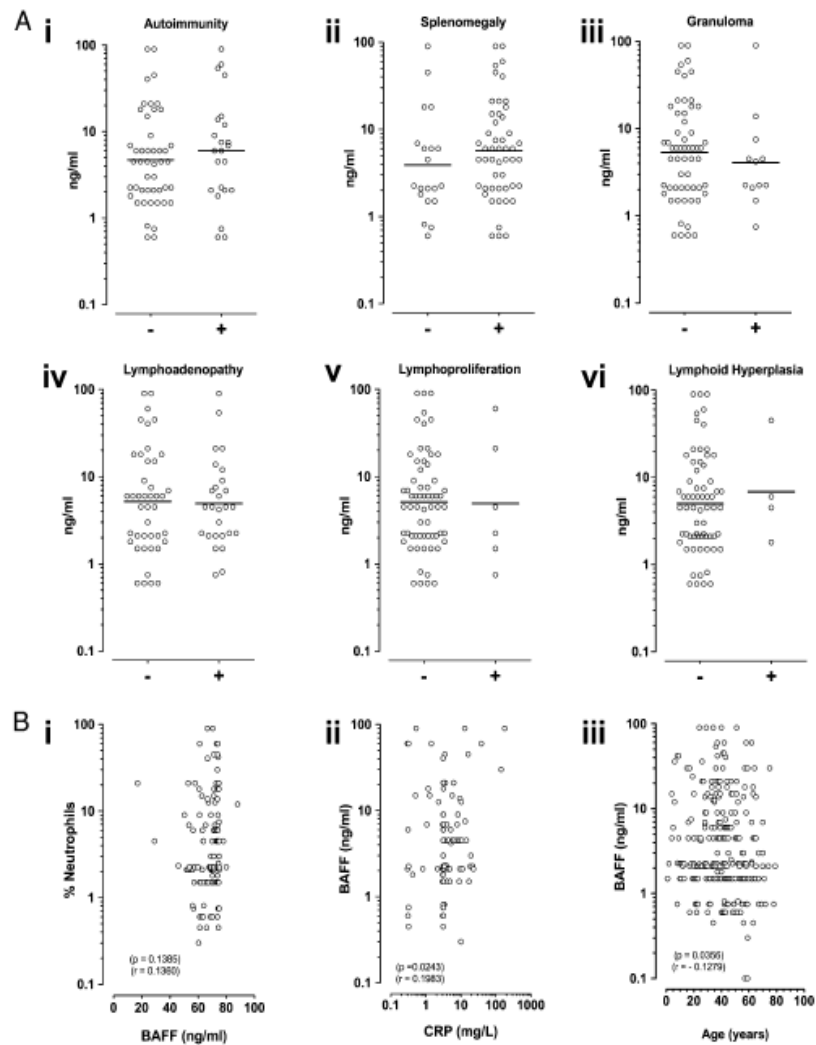 A
i
Autoimmunity
100
10
1
0.1
ng/ml
-
+
ii
Splenomegaly
100
10
1
0.1
ng/ml
-
+
iii
Granuloma
100
10
1
0.1
ng/ml
-
+
iv
Lymphoadenopathy
100
10
1
0.1
ng/ml
-
+
v
Lymphoproliferation
100
10
1
0.1
ng/ml
-
+
vi
Lymphoid Hyperplasia
100
10
1
0.1
ng/ml
-
+
B
i
100
10
1
0.1
% Neutrophils
(p = 0.1385)
(r = 0.1360)
0 20 40 60 80 100
BAFF (ng/ml)
ii
100
10
1
0.1
BAFF (ng/ml)
(p =0.0243)
(r = 0.1983)
0.1 1 10 100 1000
CRP (mg/L)
iii
100
10
1
0.1
BAFF (ng/ml)
(p = 0.0356)
(r = - 0.1279)
0 20 40 60 80 100
Age (years)